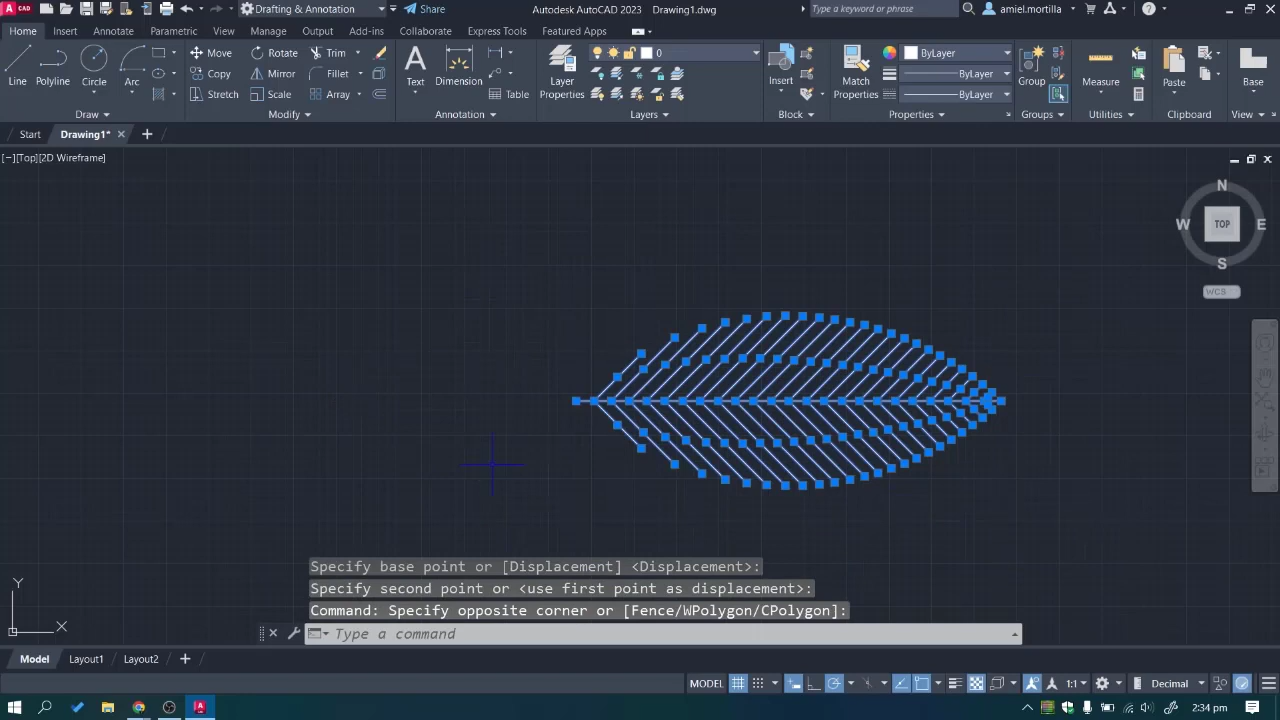 CAD
Drafting & Annotation
Share
Autodesk AutoCAD 2023
Drawing1.dwg
Type a keyword or phrase
amiel.mortilla
Home
Insert
Annotate
Parametric
View
Manage
Output
Add-ins
Collaborate
Express Tools
Featured Apps
Line
Polyline
Circle
Arc
Move
Rotate
Trim
Copy
Mirror
Fillet
Stretch
Scale
Array
Text
Dimension
Table
Layer
Properties
0
Insert
Match
Properties
ByLayer
ByLayer
ByLayer
Group
Measure
Paste
Base
Draw
Modify
Annotation
Layers
Block
Properties
Groups
Utilities
Clipboard
View
Start
Drawing1*
[−][Top][2D Wireframe]
N
W
TOP
E
S
WCS
Specify base point or [Displacement] <Displacement>:
Specify second point or <use first point as displacement>:
Command: Specify opposite corner or [Fence/WPolygon/CPolygon]:
Type a command
Y
X
Model
Layout1
Layout2
MODEL
1:1
Decimal
2:34 pm